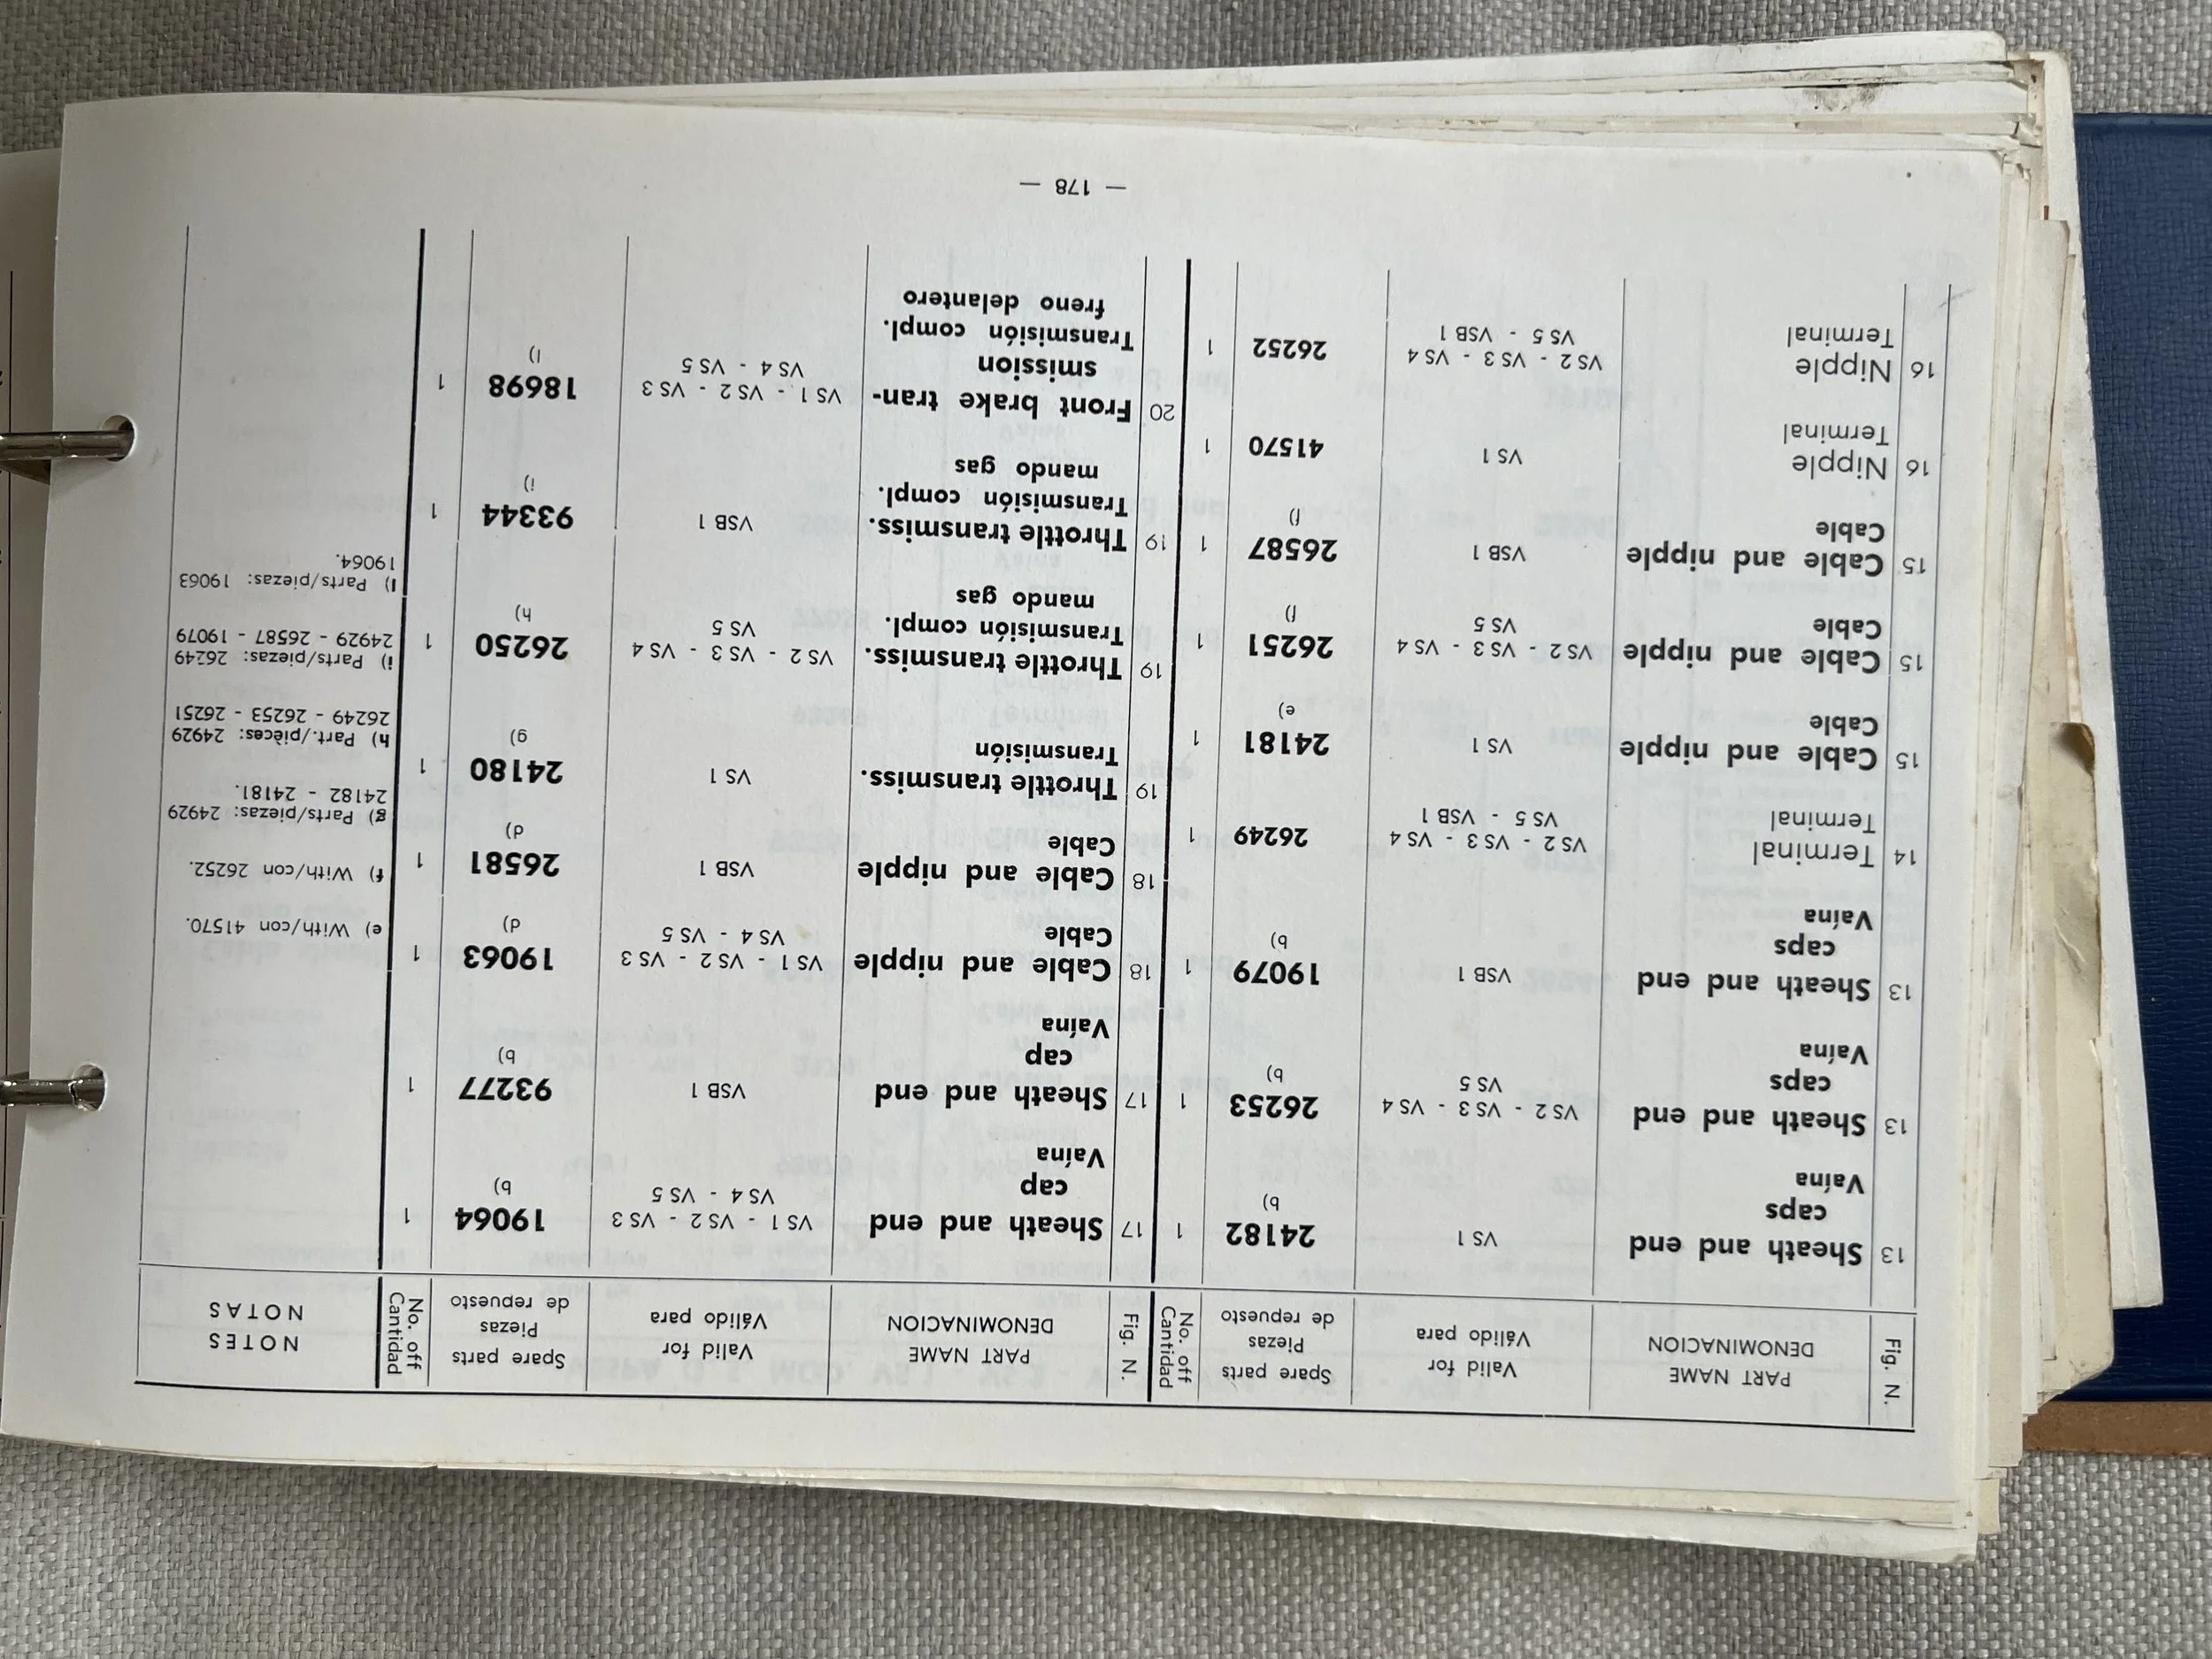 Fig. N.
PART NAME
DENOMINACION
Valid for
Válido para
Spare parts
Piezas
de repuesto
No. off
Cantidad
13
Sheath and end
caps
Vaína
VS 1
24182
b)
1
13
Sheath and end
caps
Vaína
VS 2 - VS 3 - VS 4
VS 5
26253
b)
1
13
Sheath and end
caps
Vaína
VSB 1
19079
b)
1
14
Terminal
Terminal
VS 2 - VS 3 - VS 4
VS 5 - VSB 1
26249
1
15
Cable and nipple
Cable
VS 1
24181
e)
1
15
Cable and nipple
Cable
VS 2 - VS 3 - VS 4
VS 5
26251
f)
1
15
Cable and nipple
Cable
VSB 1
26587
f)
1
16
Nipple
Terminal
VS 1
41570
1
16
Nipple
Terminal
VS 2 - VS 3 - VS 4
VS 5 - VSB 1
26252
1
Fig. N.
PART NAME
DENOMINACION
Valid for
Válido para
Spare parts
Piezas
de repuesto
No. off
Cantidad
17
Sheath and end
cap
Vaína
VS 1 - VS 2 - VS 3
VS 4 - VS 5
19064
b)
1
17
Sheath and end
cap
Vaína
VSB 1
93277
b)
1
18
Cable and nipple
Cable
VS 1 - VS 2 - VS 3
VS 4 - VS 5
19063
d)
1
18
Cable and nipple
Cable
VSB 1
26581
d)
1
19
Throttle transmiss.
Transmisión
VS 1
24180
g)
1
19
Throttle transmiss.
Transmisión compl.
mando gas
VS 2 - VS 3 - VS 4
VS 5
26250
h)
1
19
Throttle transmiss.
Transmisión compl.
mando gas
VSB 1
93344
i)
1
20
Front brake tran-
smission
Transmisión compl.
freno delantero
VS 1 - VS 2 - VS 3
VS 4 - VS 5
18698
l)
1
NOTES
NOTAS
e) With/con 41570.
f) With/con 26252.
g) Parts/piezas: 24929
24182 - 24181.
h) Part./pièces: 24929
26249 - 26253 - 26251
i) Parts/piezas: 26249
24929 - 26587 - 19079
l) Parts/piezas: 19063
19064.
— 178 —